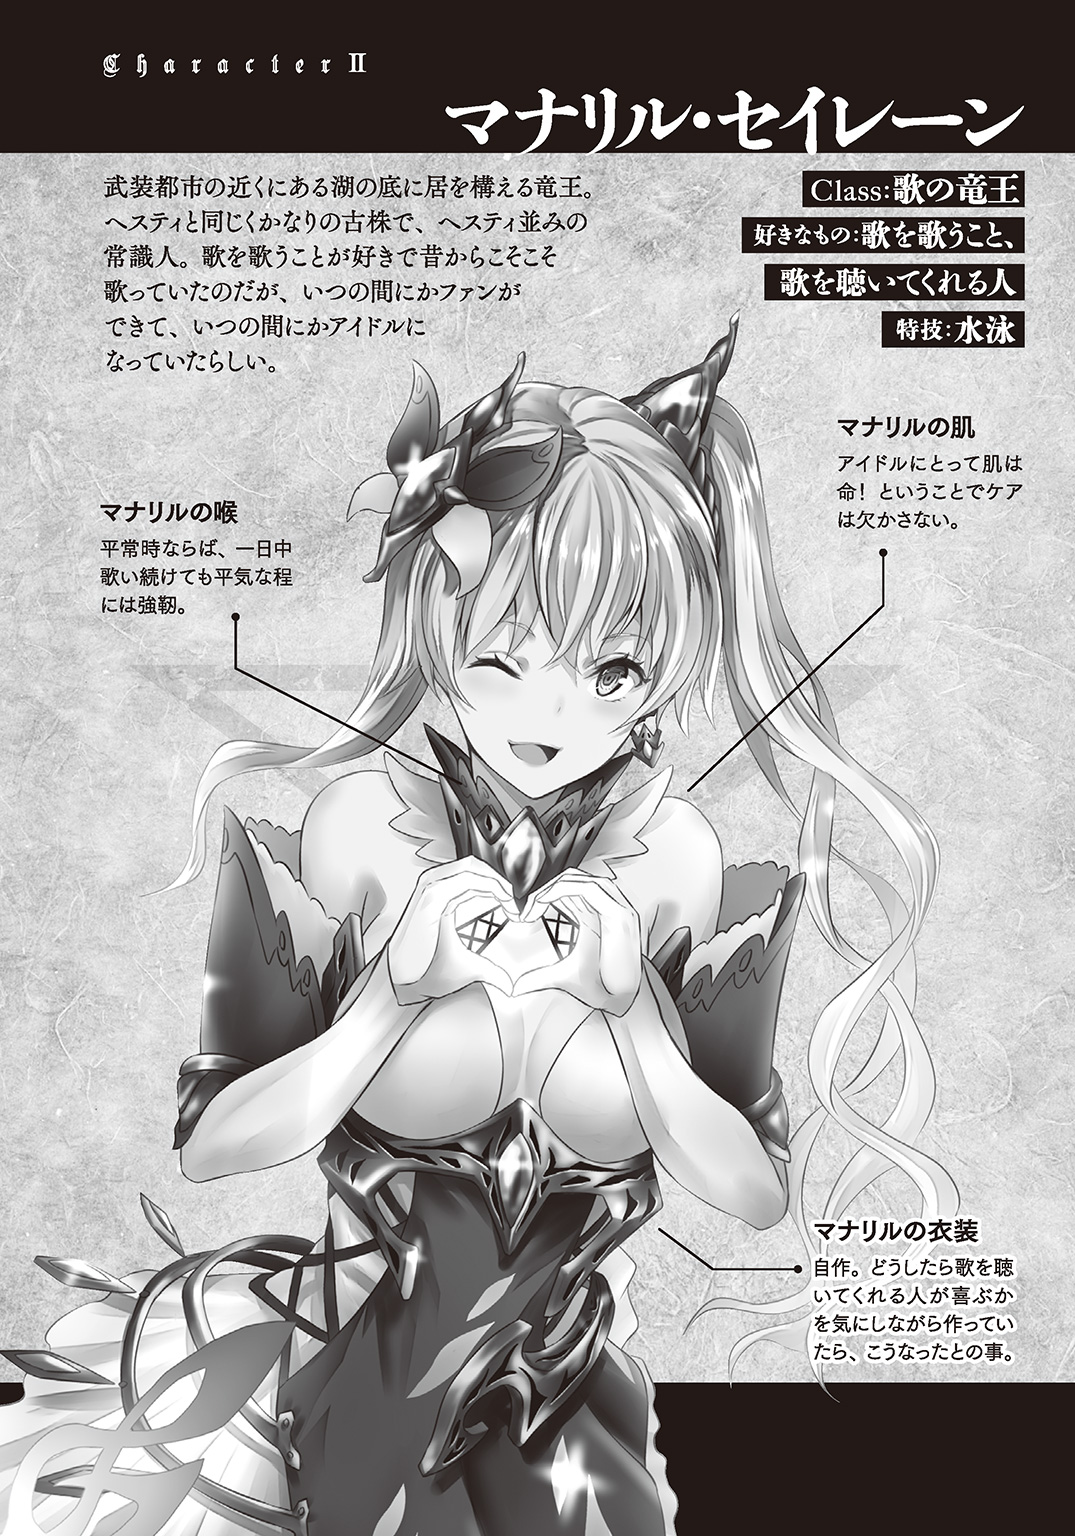 Character Ⅱ
マナリル・セイレーン
武装都市の近くにある湖の底に居を構える竜王。
ヘスティと同じくかなりの古株で、ヘスティ並みの
常識人。歌を歌うことが好きで昔からこそこそ
歌っていたのだが、いつの間にかファンが
できて、いつの間にかアイドルに
なっていたらしい。
Class:歌の竜王
好きなもの:歌を歌うこと、
歌を聴いてくれる人
特技:水泳
マナリルの肌
アイドルにとって肌は
命！ということでケア
は欠かさない。
マナリルの喉
平常時ならば、一日中
歌い続けても平気な程
には強靭。
マナリルの衣装
自作。どうしたら歌を聴
いてくれる人が喜ぶか
を気にしながら作ってい
たら、こうなったとの事。